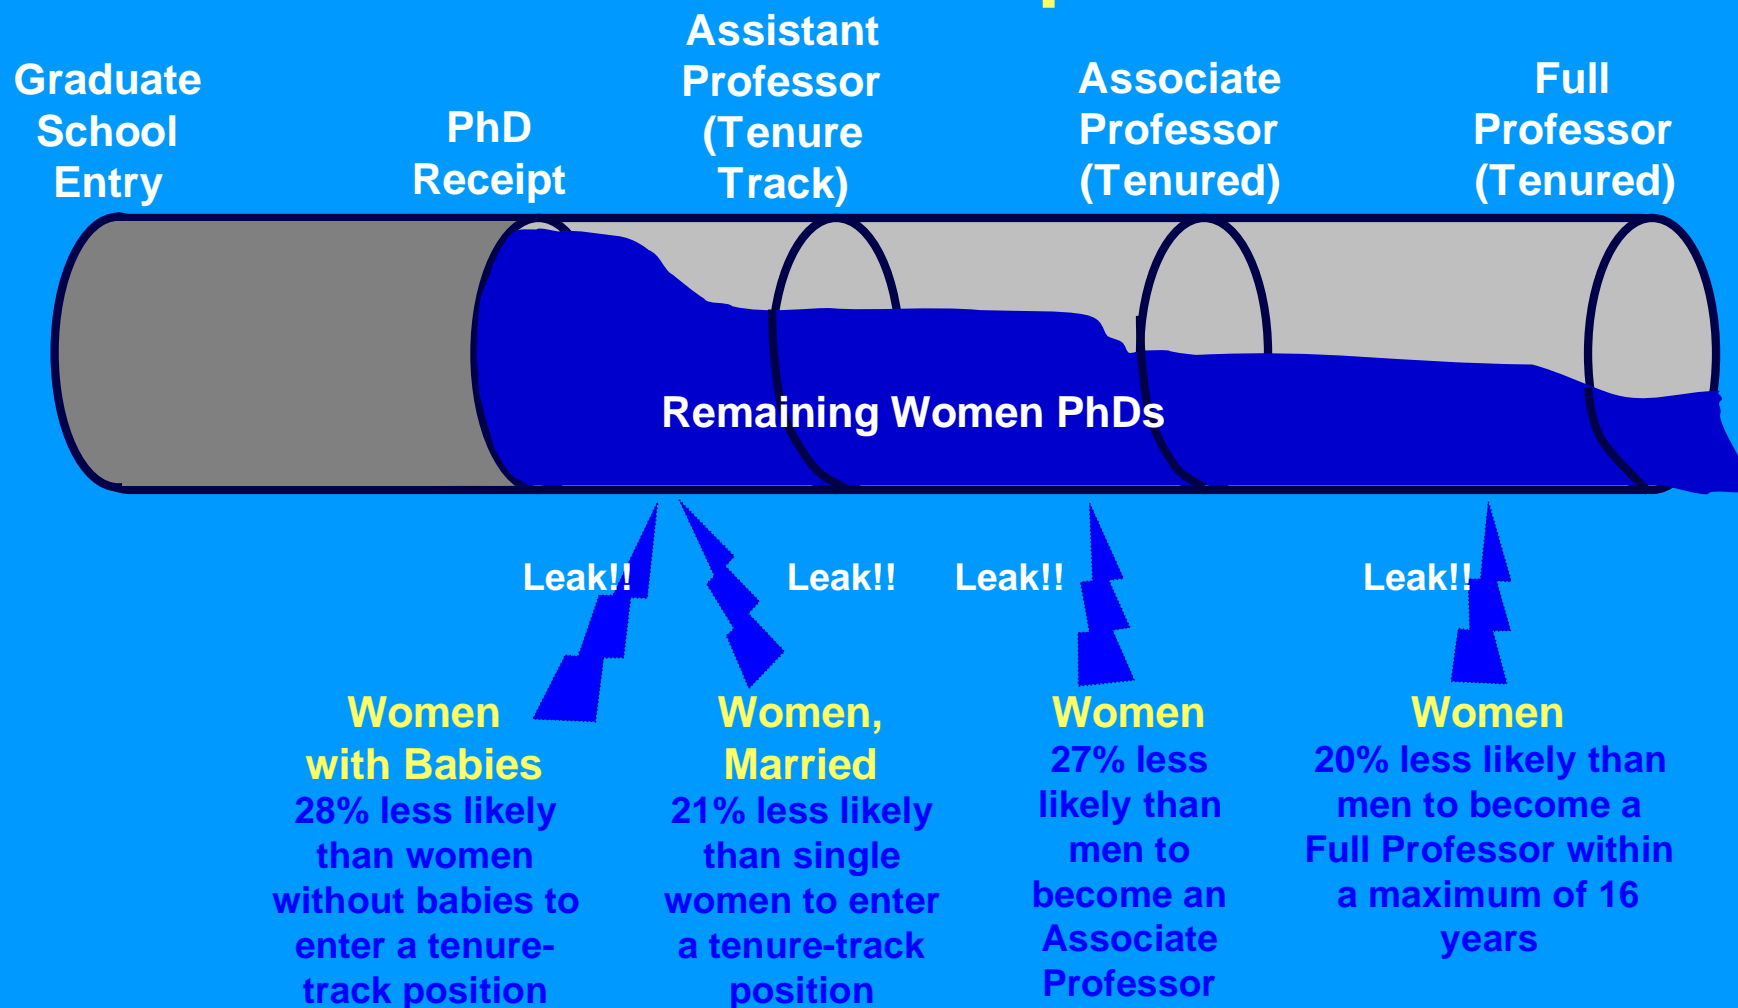 Graduate
School
Entry
PhD
Receipt
Assistant
Professor
(Tenure
Track)
Associate
Professor
(Tenured)
Full
Professor
(Tenured)
Remaining Women PhDs
Leak!!
Leak!!
Leak!!
Leak!!
Women
with Babies
28% less likely
than women
without babies to
enter a tenure-
track position
Women,
Married
21% less likely
than single
women to enter
a tenure-track
position
Women
27% less
likely than
men to
become an
Associate
Professor
Women
20% less likely than
men to become a
Full Professor within
a maximum of 16
years